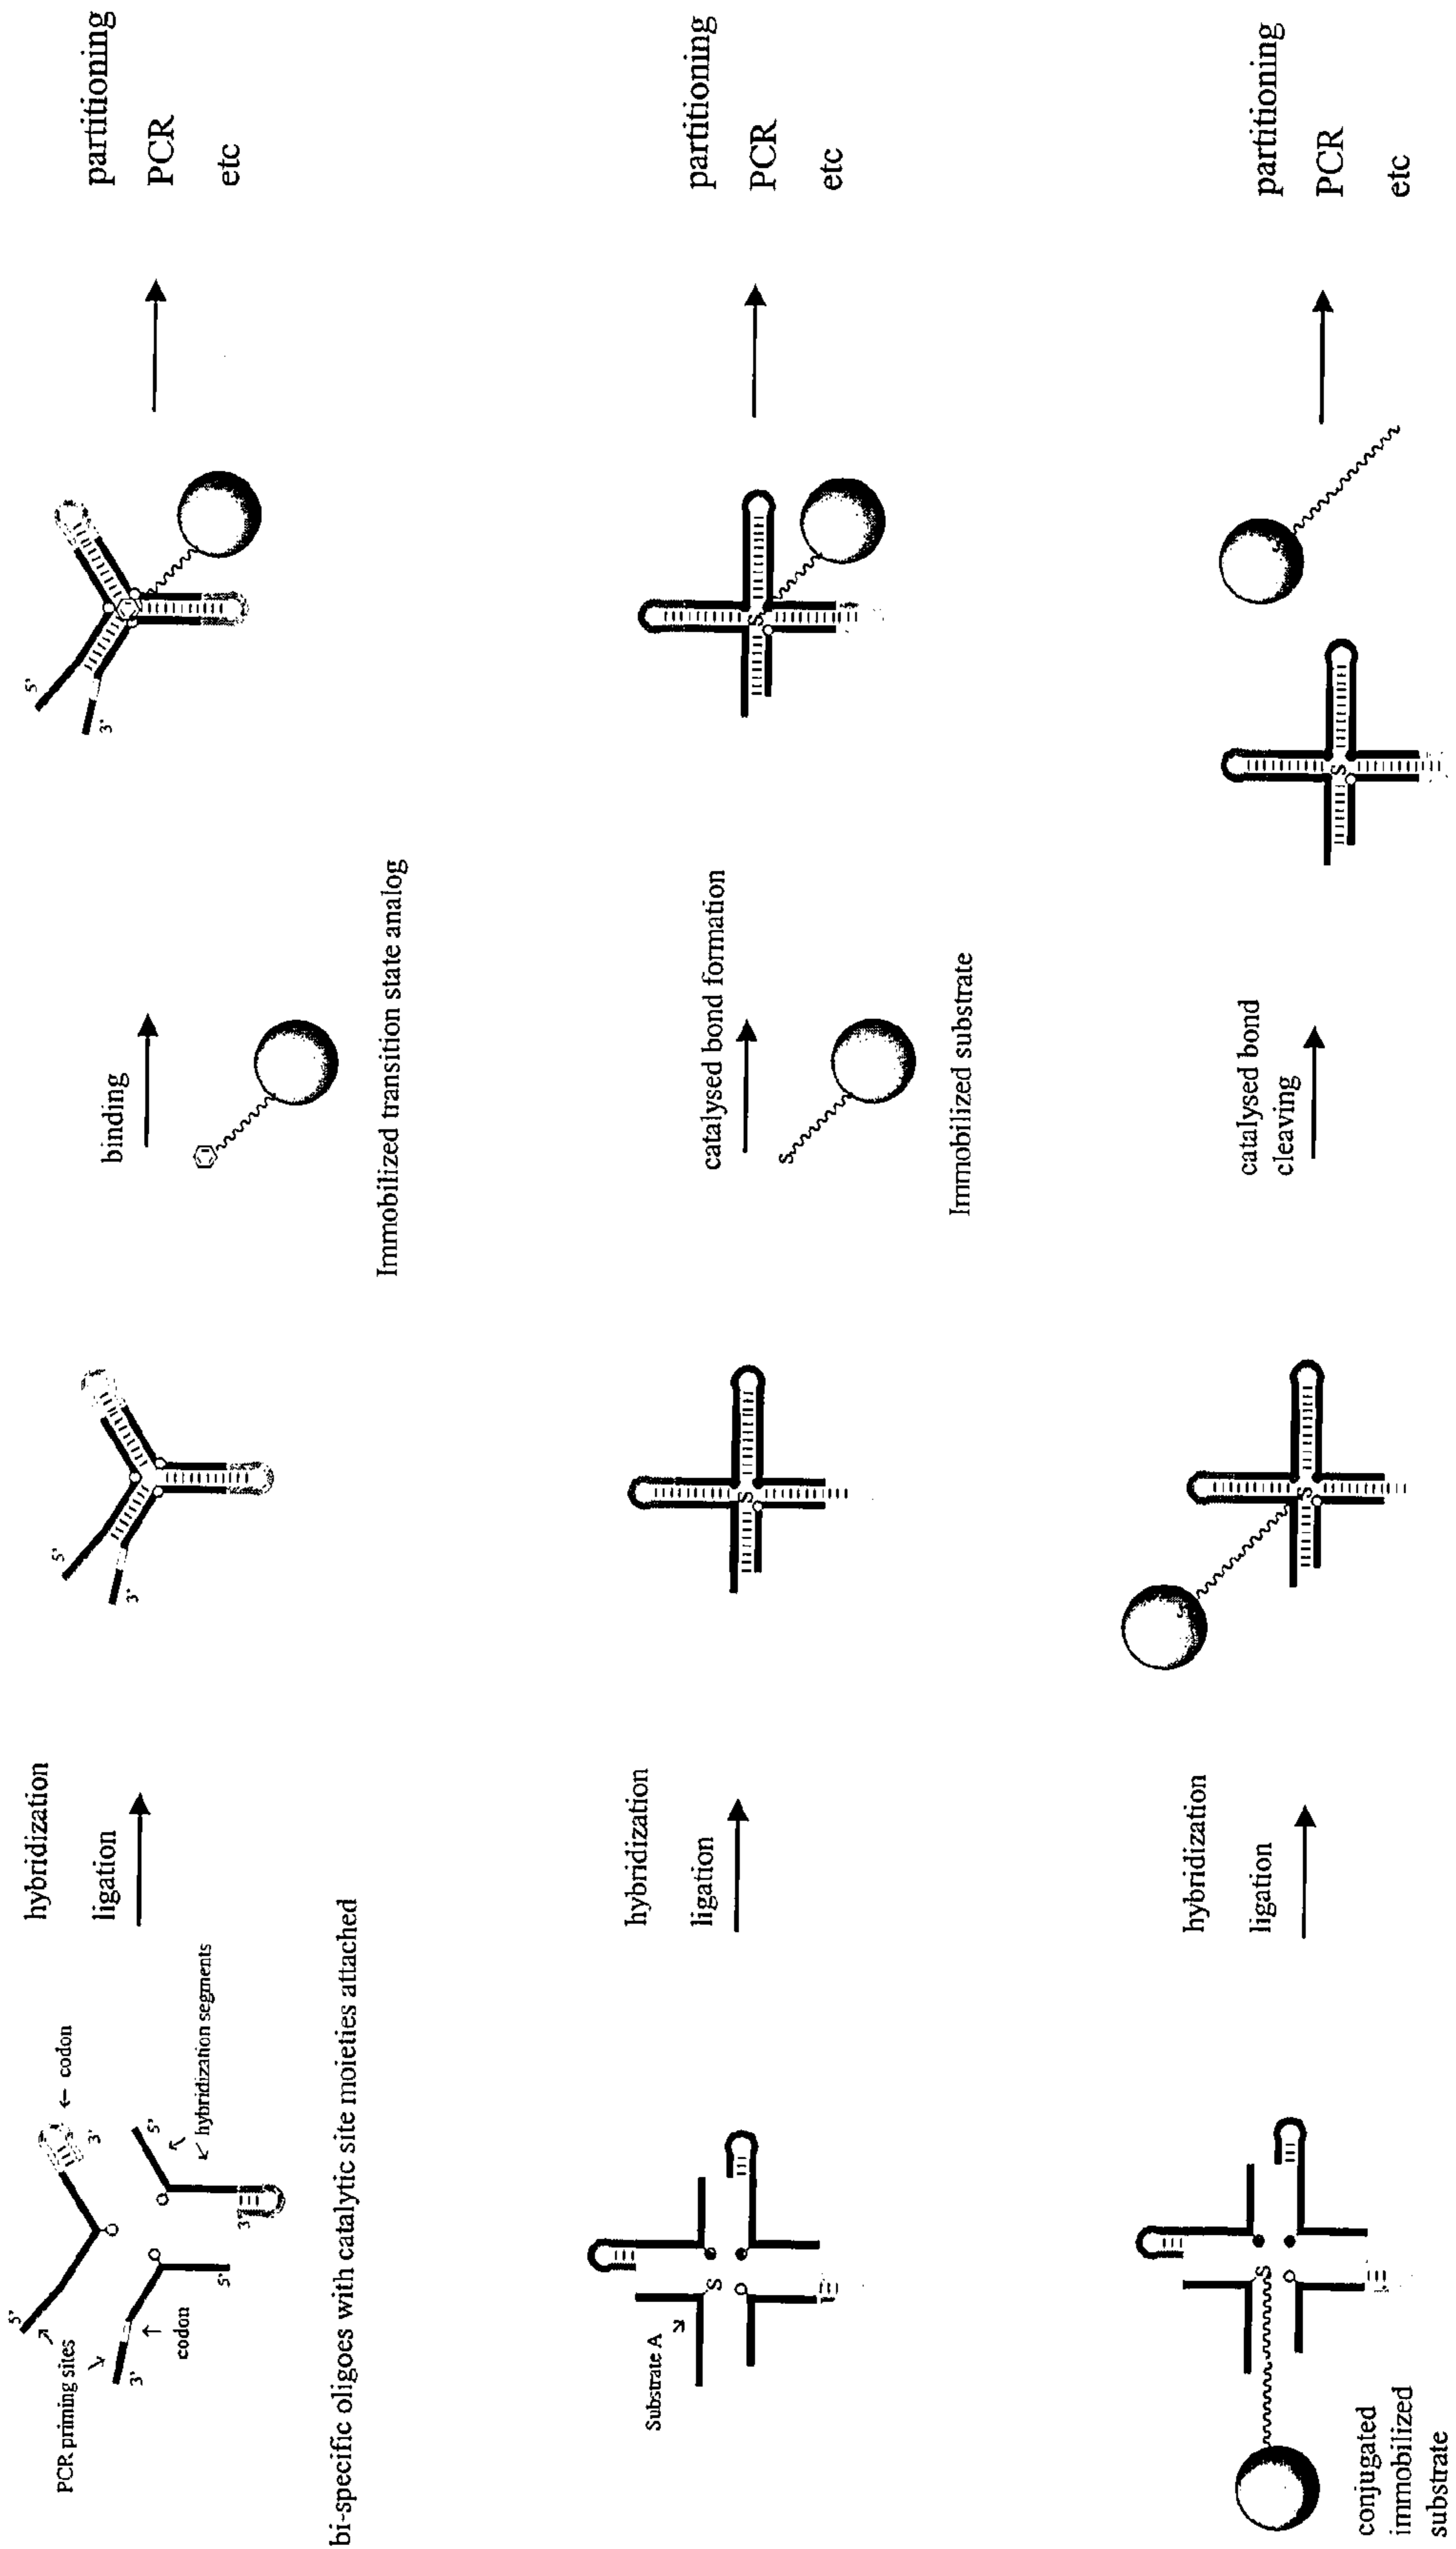 PCR priming sites
5'
3'
codon
← codon
3'
5'
hybridization segments
3'
5'
bi-specific oligoes with catalytic site moieties attached
hybridization
ligation
5'
3'
binding
Immobilized transition state analog
5'
3'
partitioning
PCR
etc
Substrate A
S
hybridization
ligation
S
catalysed bond formation
S
Immobilized substrate
S
partitioning
PCR
etc
conjugated
immobilized
substrate
S
hybridization
ligation
S
catalysed bond
cleaving
S
partitioning
PCR
etc